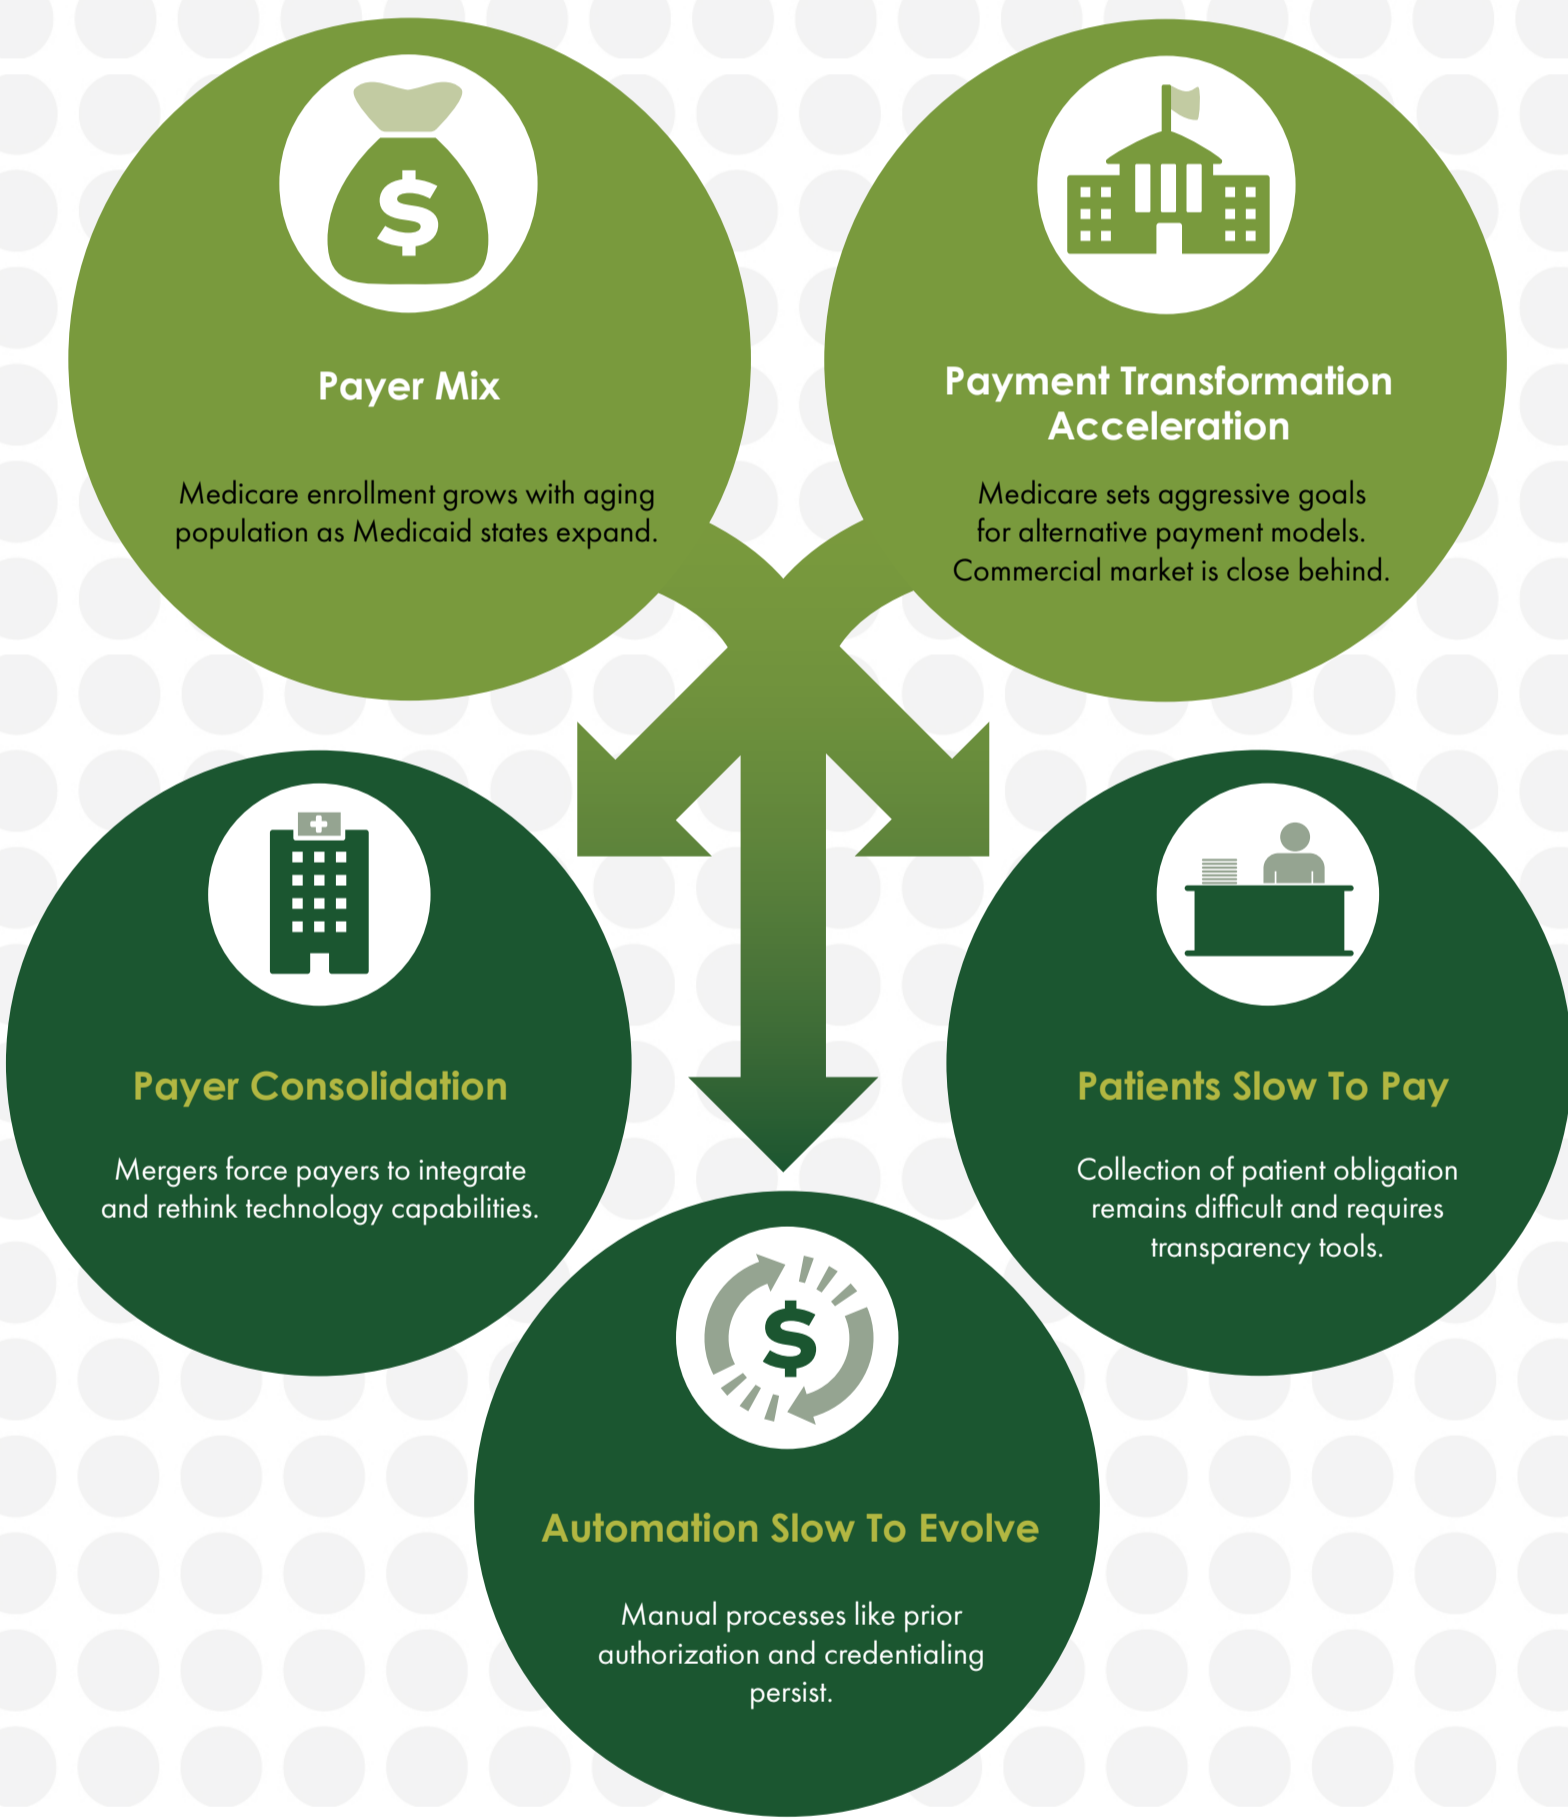 $
Payer Mix
Medicare enrollment grows with aging
population as Medicaid states expand.
Payment Transformation
Acceleration
Medicare sets aggressive goals
for alternative payment models.
Commercial market is close behind.
Payer Consolidation
Mergers force payers to integrate
and rethink technology capabilities.
Patients Slow To Pay
Collection of patient obligation
remains difficult and requires
transparency tools.
$
Automation Slow To Evolve
Manual processes like prior
authorization and credentialing
persist.